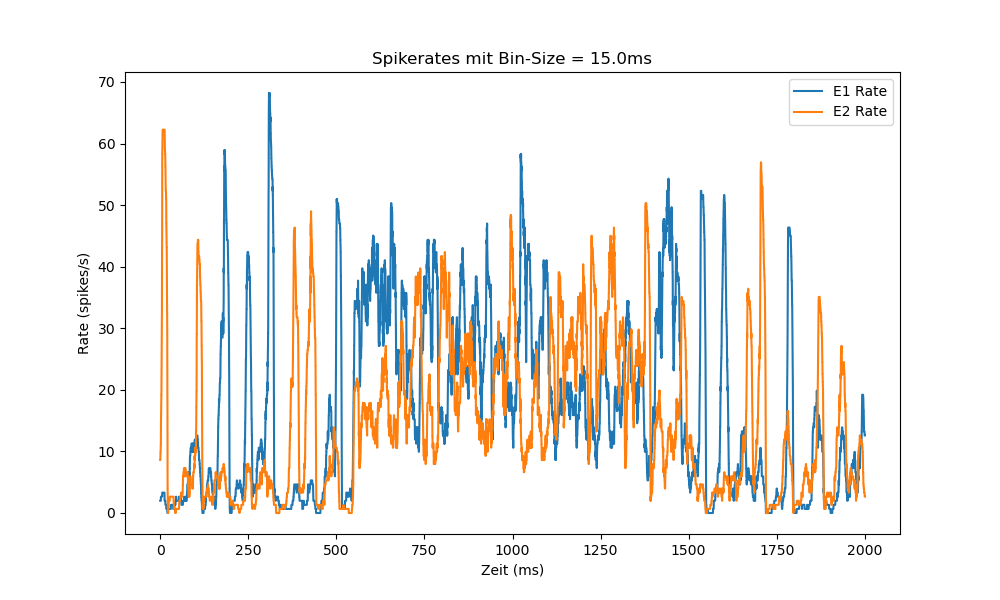 Spikerates mit Bin-Size = 15.0ms
E1 Rate
E2 Rate
70
60
50
40
30
20
10
0
Rate (spikes/s)
0 250 500 750 1000 1250 1500 1750 2000
Zeit (ms)